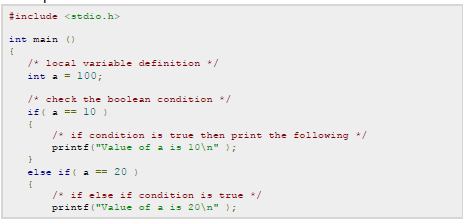 #include <stdio.h>
int main ()
{
/* local variable definition */
int a = 100;
/* check the boolean condition */
if( a == 10 )
{
/* if condition is true then print the following */
printf("Value of a is 10\n" );
}
else if( a == 20 )
{
/* if else if condition is true */
printf("Value of a is 20\n" );